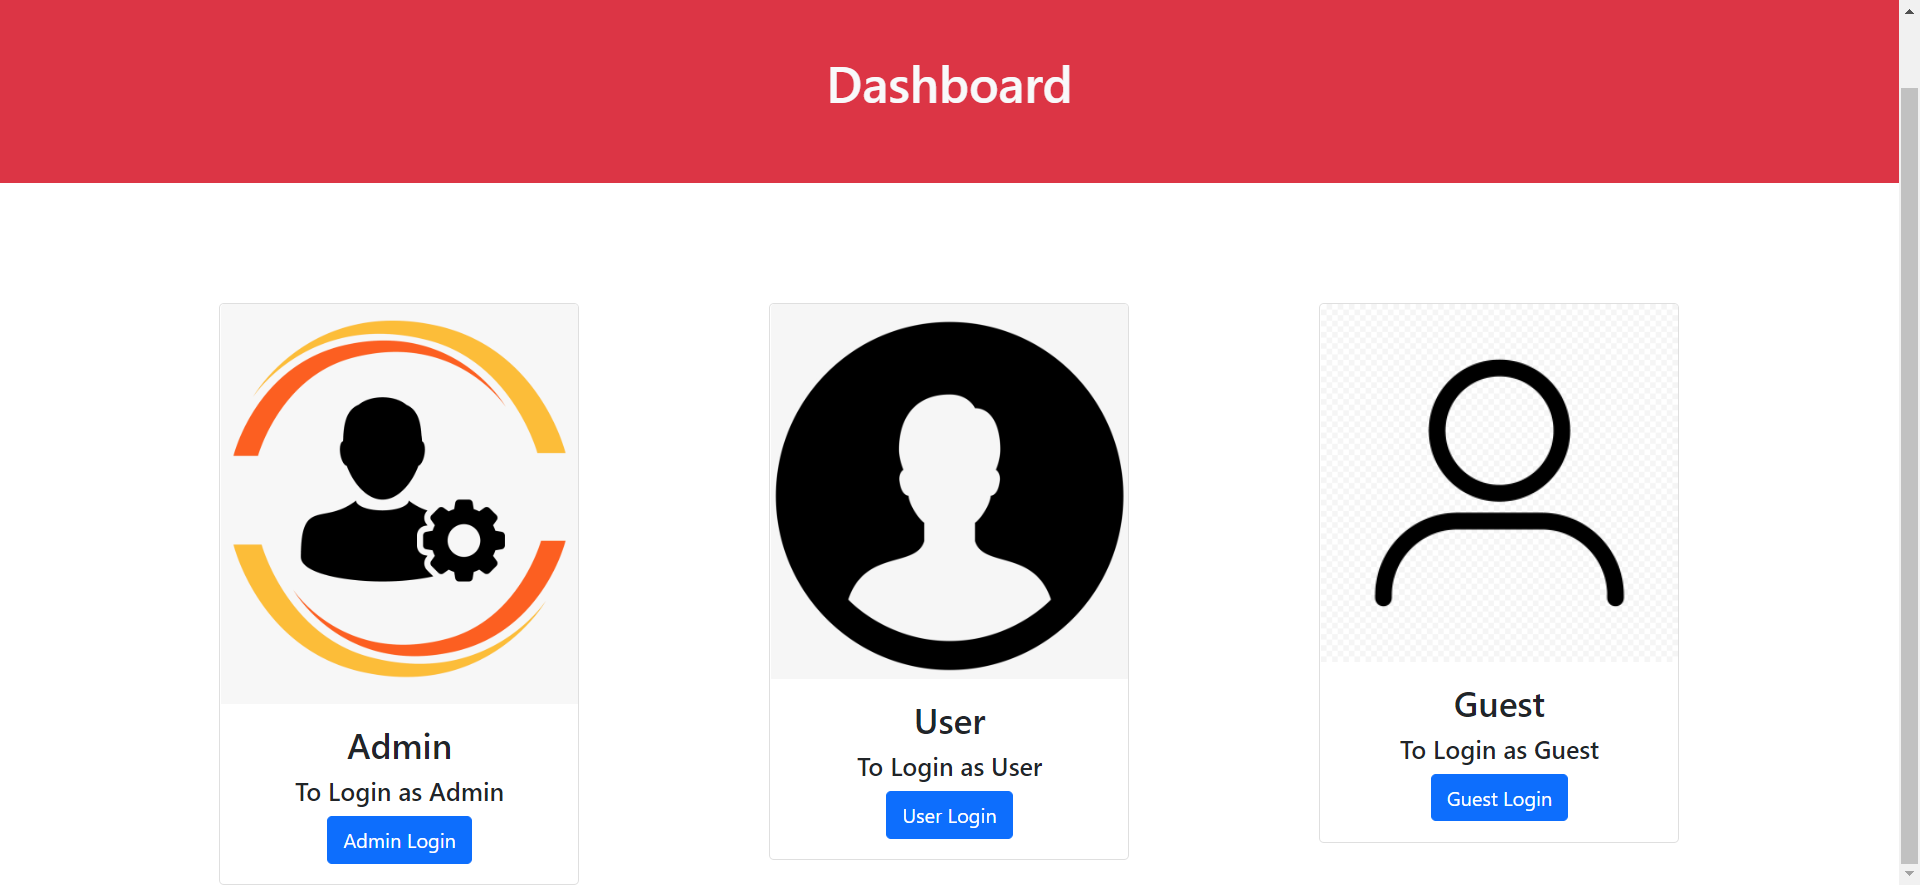 Dashboard
Admin
To Login as Admin
Admin Login
User
To Login as User
User Login
Guest
To Login as Guest
Guest Login